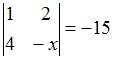 |1 2|
|4 -x| = -15